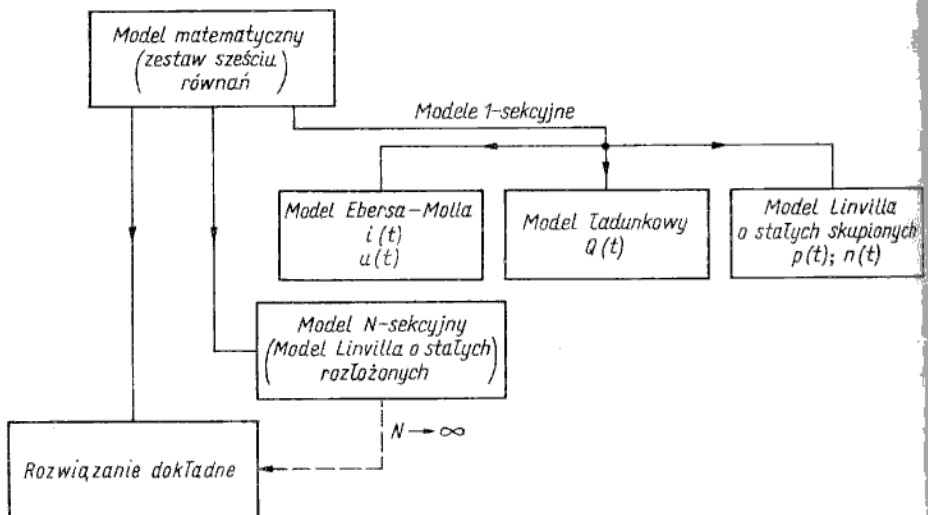 Model matematyczny
(zestaw sześciu
równań)
Modele 1-sekcyjne
Model Ebersa-Molla
i(t)
u(t)
Model ładunkowy
Q(t)
Model Linvilla
o stałych skupionych
p(t); n(t)
Model N-sekcyjny
(Model Linvilla o stałych
rozłożonych)
N → ∞
Rozwiązanie dokładne